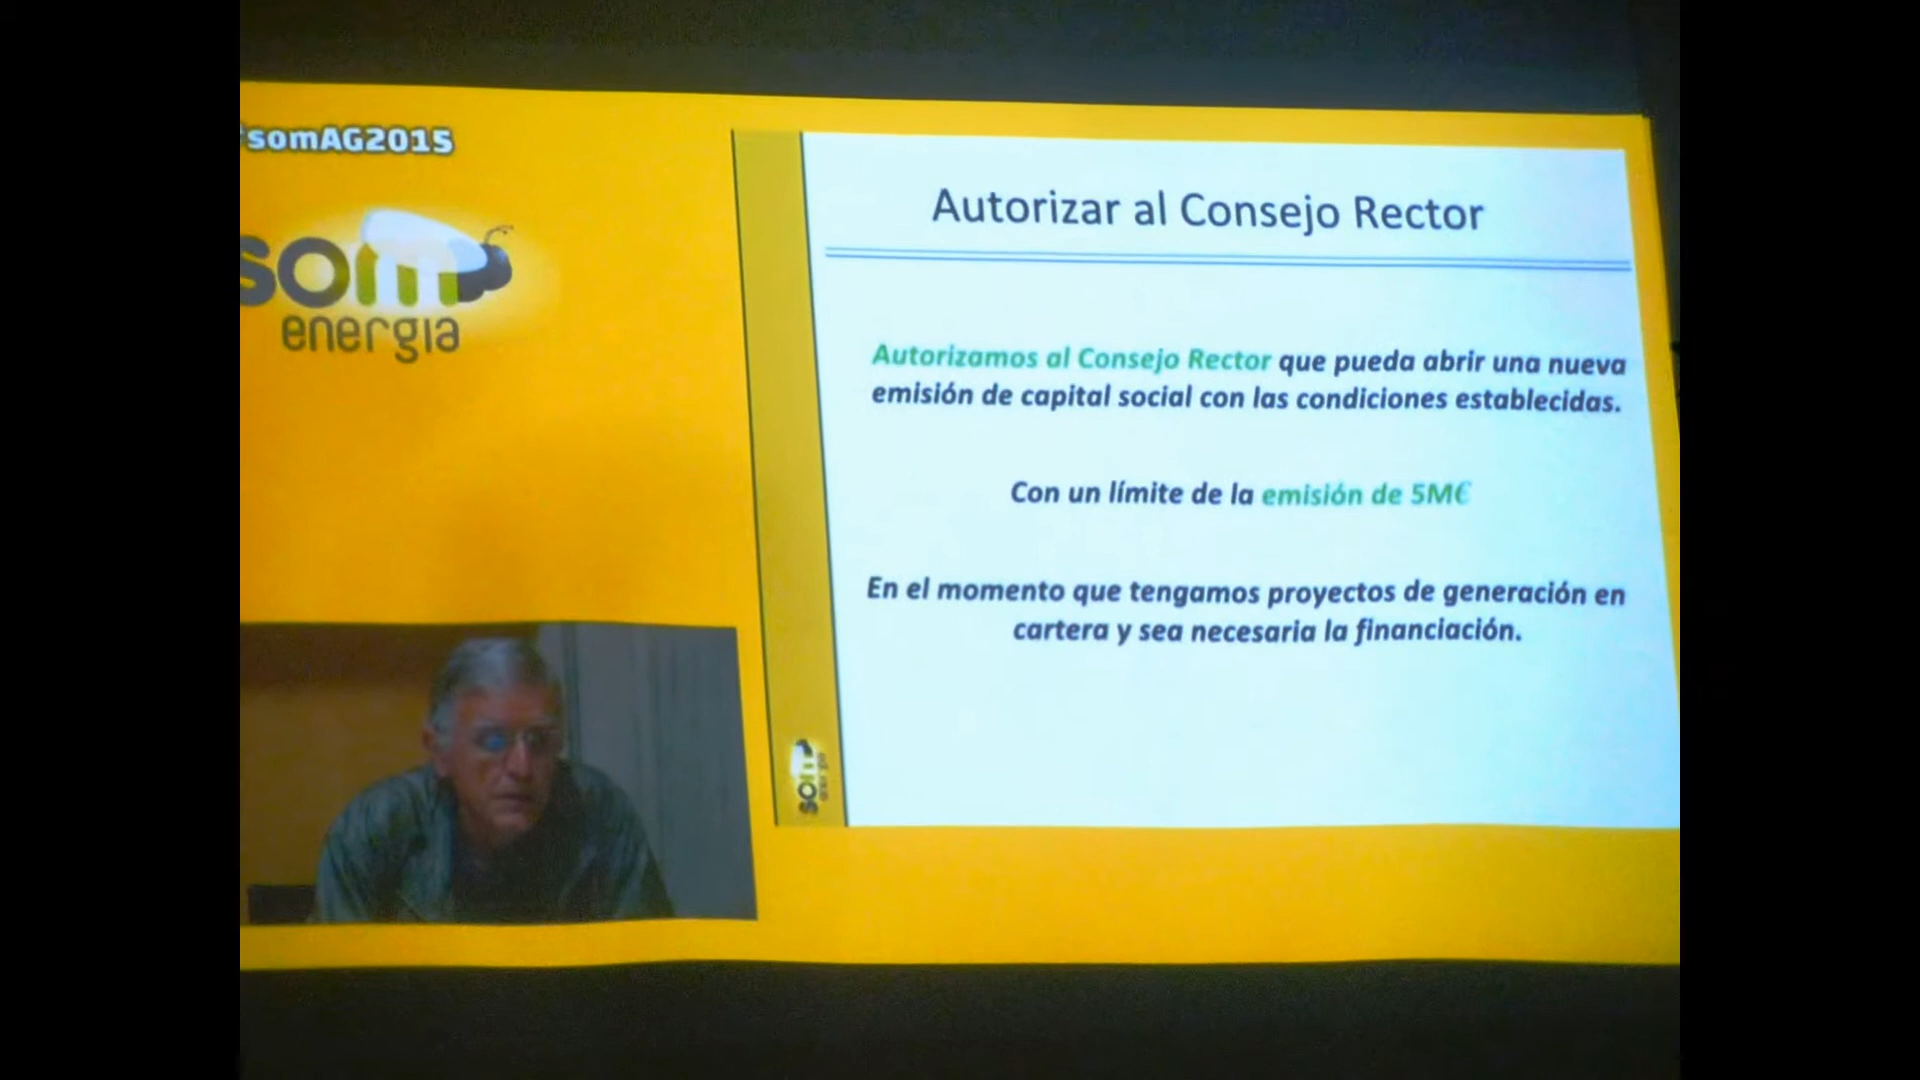 somAG2015
som
energia
Autorizar al Consejo Rector
Autorizamos al Consejo Rector que pueda abrir una nueva
emisión de capital social con las condiciones establecidas.
Con un límite de la emisión de 5M€
En el momento que tengamos proyectos de generación en
cartera y sea necesaria la financiación.
som
energia